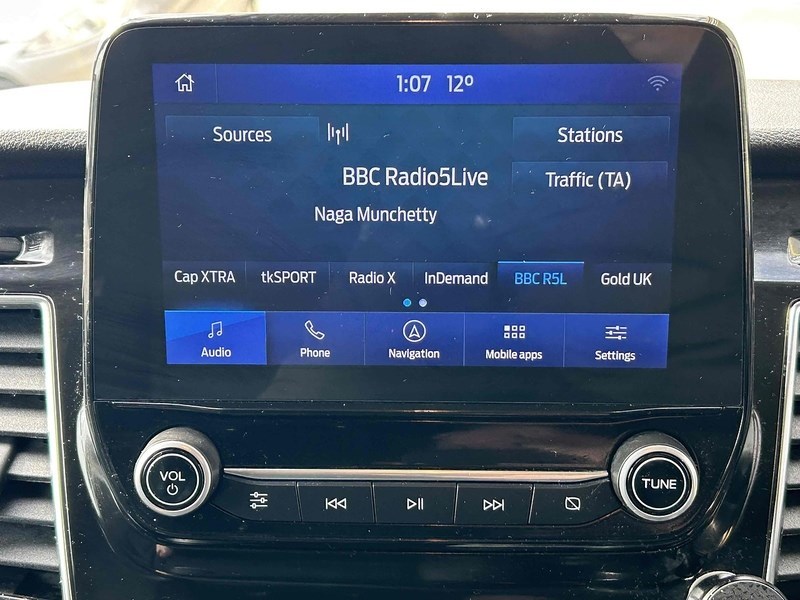 1:07 12º
Sources
Stations
BBC Radio5Live
Traffic (TA)
Naga Munchetty
Cap XTRA tkSPORT Radio X InDemand BBC R5L Gold UK
Audio Phone Navigation Mobile apps Settings
VOL
TUNE